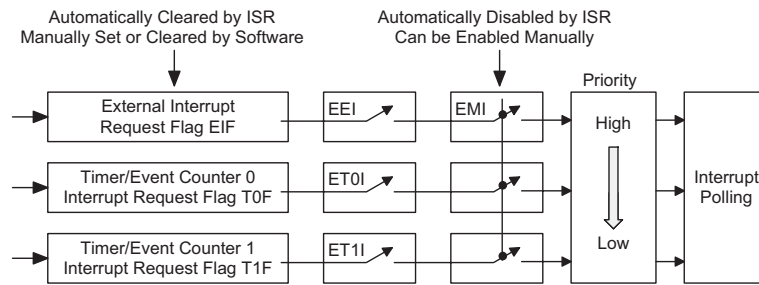 Automatically Cleared by ISR
Manually Set or Cleared by Software
Automatically Disabled by ISR
Can be Enabled Manually
Priority
External Interrupt
Request Flag EIF
EEI
EMI
High
Timer/Event Counter 0
Interrupt Request Flag T0F
ET0I
Interrupt
Polling
Timer/Event Counter 1
Interrupt Request Flag T1F
ET1I
Low